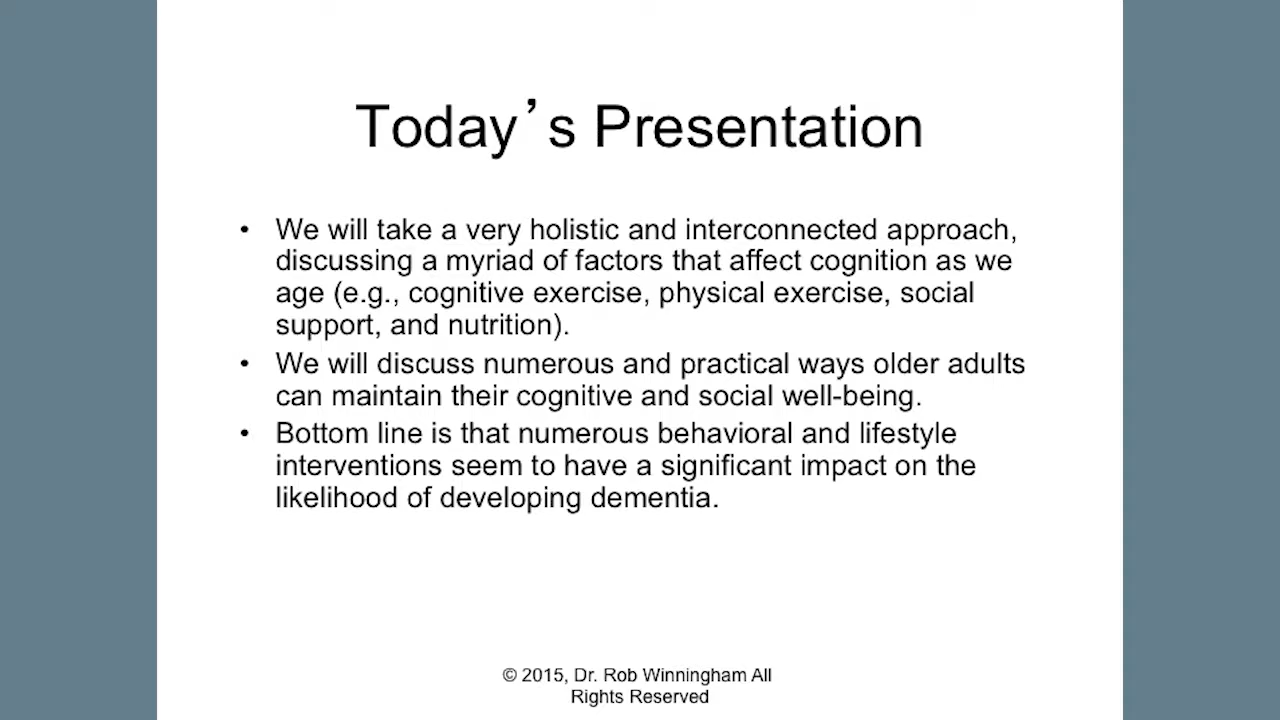 Today’s Presentation
• We will take a very holistic and interconnected approach,
discussing a myriad of factors that affect cognition as we
age (e.g., cognitive exercise, physical exercise, social
support, and nutrition).
• We will discuss numerous and practical ways older adults
can maintain their cognitive and social well-being.
• Bottom line is that numerous behavioral and lifestyle
interventions seem to have a significant impact on the
likelihood of developing dementia.
© 2015, Dr. Rob Winningham All
Rights Reserved